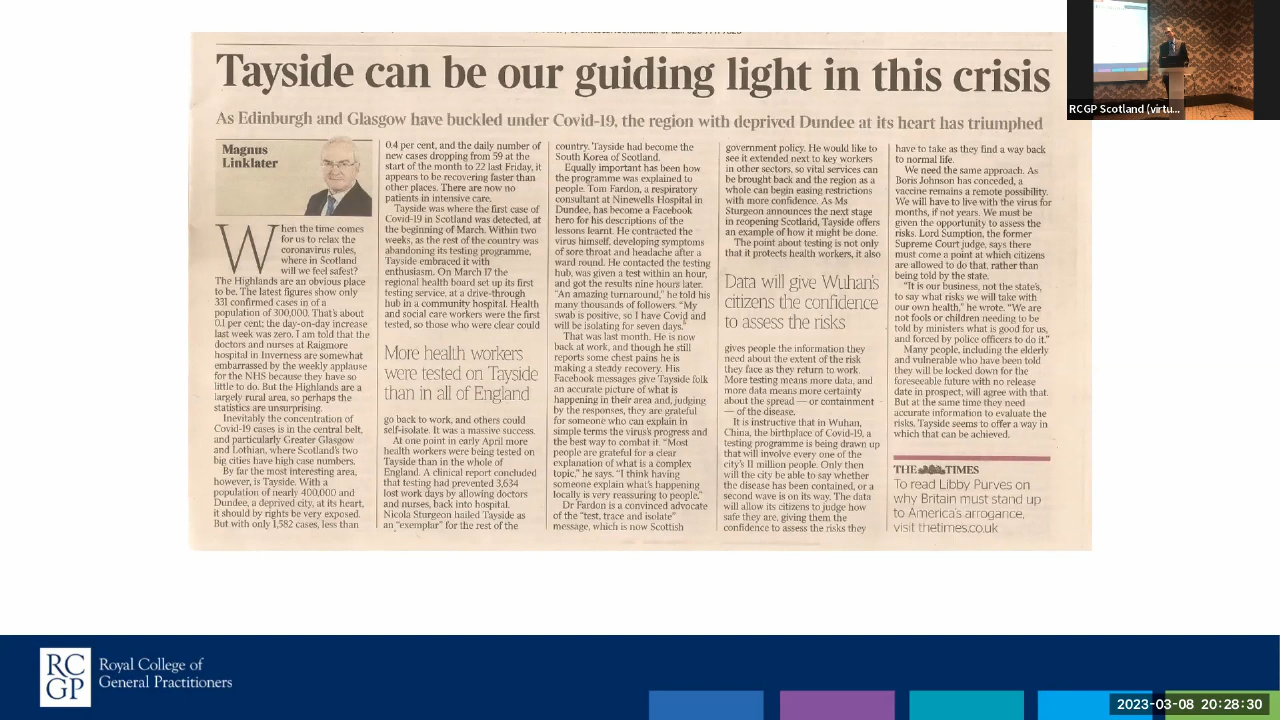 Tayside can be our guiding light in this crisis
As Edinburgh and Glasgow have buckled under Covid-19, the region with deprived Dundee at its heart has triumphed
Magnus
Linklater
When the time comes
for us to relax the
coronavirus rules,
where in Scotland
will we feel safest?
The Highlands are an obvious place
to be. The latest figures show only
331 confirmed cases in of a
population of 300,000. That's about
0.1 per cent; the day-on-day increase
last week was zero. I am told that the
doctors and nurses at Raigmore
hospital in Inverness are somewhat
embarrassed by the weekly applause
for the NHS because they have so
little to do. But the Highlands are a
largely rural area, so perhaps the
statistics are unsurprising.
Inevitably the concentration of
Covid-19 cases is in the central belt,
and particularly Greater Glasgow
and Lothian, where Scotland's two
big cities have high case numbers.
By far the most interesting area,
however, is Tayside. With a
population of nearly 400,000 and
Dundee, a deprived city, at its heart,
it should by rights be very exposed.
But with only 1,582 cases, less than
0.4 per cent, and the daily number of
new cases dropping from 59 at the
start of the month to 22 last Friday, it
appears to be recovering faster than
other places. There are now no
patients in intensive care.
Tayside was where the first case of
Covid-19 in Scotland was detected, at
the beginning of March. Within two
weeks, as the rest of the country was
abandoning its testing programme,
Tayside embraced it with
enthusiasm. On March 17 the
regional health board set up its first
testing service, at a drive-through
hub in a community hospital. Health
and social care workers were the first
tested, so those who were clear could
More health workers
were tested on Tayside
than in all of England
go back to work, and others could
self-isolate. It was a massive success.
At one point in early April more
health workers were being tested on
Tayside than in the whole of
England. A clinical report concluded
that testing had prevented 3,634
lost work days by allowing doctors
and nurses, back into hospital.
Nicola Sturgeon hailed Tayside as
an "exemplar" for the rest of the
country. Tayside had become the
South Korea of Scotland.
Equally important has been how
the programme was explained to
people. Tom Fardon, a respiratory
consultant at Ninewells Hospital in
Dundee, has become a Facebook
hero for his descriptions of the
lessons learnt. He contracted the
virus himself, developing symptoms
of sore throat and headache after a
ward round. He contacted the testing
hub, was given a test within an hour,
and got the results nine hours later.
"An amazing turnaround," he told his
many thousands of followers. "My
swab is positive, so I have Covid and
will be isolating for seven days."
That was last month. He is now
back at work, and though he still
reports some chest pains he is
making a steady recovery. His
Facebook messages give Tayside folk
an accurate picture of what is
happening in their area and, judging
by the responses, they are grateful
for someone who can explain in
simple terms the virus's progress and
the best way to combat it. "Most
people are grateful for a clear
explanation of what is a complex
topic," he says. "I think having
someone explain what's happening
locally is very reassuring to people."
Dr Fardon is a convinced advocate
of the "test, trace and isolate"
message, which is now Scottish
government policy. He would like to
see it extended next to key workers
in other sectors, so vital services can
be brought back and the region as a
whole can begin easing restrictions
with more confidence. As Ms
Sturgeon announces the next stage
in reopening Scotland, Tayside offers
an example of how it might be done.
The point about testing is not only
that it protects health workers, it also
Data will give Wuhan's
citizens the confidence
to assess the risks
gives people the information they
need about the extent of the risk
they face as they return to work.
More testing means more data, and
more data means more certainty
about the spread — or containment
— of the disease.
It is instructive that in Wuhan,
China, the birthplace of Covid-19, a
testing programme is being drawn up
that will involve every one of the
city's 11 million people. Only then
will the city be able to say whether
the disease has been contained, or a
second wave is on its way. The data
will allow its citizens to judge how
safe they are, giving them the
confidence to assess the risks they
have to take as they find a way back
to normal life.
We need the same approach. As
Boris Johnson has conceded, a
vaccine remains a remote possibility.
We will have to live with the virus for
months, if not years. We must be
given the opportunity to assess the
risks. Lord Sumption, the former
Supreme Court judge, says there
must come a point at which citizens
are allowed to do that, rather than
being told by the state.
"It is our business, not the state's,
to say what risks we will take with
our own health," he wrote. "We are
not fools or children needing to be
told by ministers what is good for us,
and forced by police officers to do it."
Many people, including the elderly
and vulnerable who have been told
they will be locked down for the
foreseeable future with no release
date in prospect, will agree with that.
But at the same time they need
accurate information to evaluate the
risks. Tayside seems to offer a way in
which that can be achieved.
THE TIMES
To read Libby Purves on
why Britain must stand up
to America's arrogance,
visit thetimes.co.uk
RCGP Scotland (virtu...
RC
GP
Royal College of
General Practitioners
2023-03-08 20:28:30